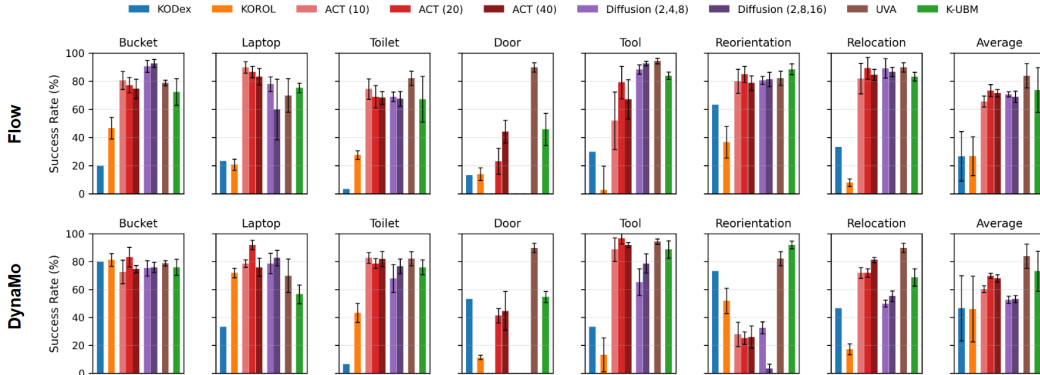 KODex KOROL ACT (10) ACT (20) ACT (40) Diffusion (2,4,8) Diffusion (2,8,16) UVA K-UBM
Bucket Laptop Toilet Door Tool Reorientation Relocation Average
Flow
Success Rate (%)
100
80
60
40
20
0
Bucket Laptop Toilet Door Tool Reorientation Relocation Average
DynaMo
Success Rate (%)
100
80
60
40
20
0